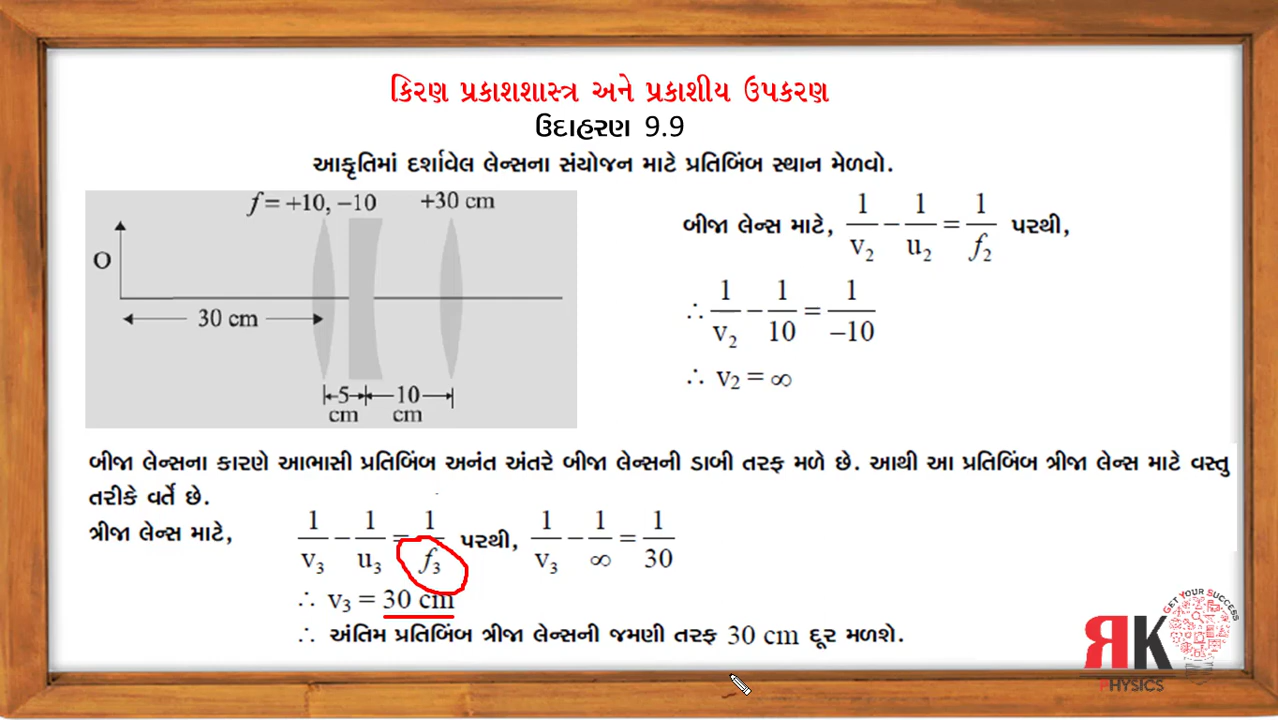 કિરણ પ્રકાશશાસ્ત્ર અને પ્રકાશીય ઉપકરણ
ઉદાહરણ 9.9
આકૃતિમાં દર્શાવેલ લેન્સના સંયોજન માટે પ્રતિબિંબ સ્થાન મેળવો.
f = +10, −10 +30 cm
O
30 cm
5 cm 10 cm
બીજા લેન્સ માટે, 1/v₂ − 1/u₂ = 1/f₂ પરથી,
∴ 1/v₂ − 1/10 = 1/−10
∴ v₂ = ∞
બીજા લેન્સના કારણે આભાસી પ્રતિબિંબ અનંત અંતરે બીજા લેન્સની ડાબી તરફ મળે છે. આથી આ પ્રતિબિંબ ત્રીજા લેન્સ માટે વસ્તુ
તરીકે વર્તે છે.
ત્રીજા લેન્સ માટે, 1/v₃ − 1/u₃ = 1/f₃ પરથી, 1/v₃ − 1/∞ = 1/30
∴ v₃ = 30 cm
∴ અંતિમ પ્રતિબિંબ ત્રીજા લેન્સની જમણી તરફ 30 cm દૂર મળશે.
GET YOUR SUCCESS
RK
PHYSICS